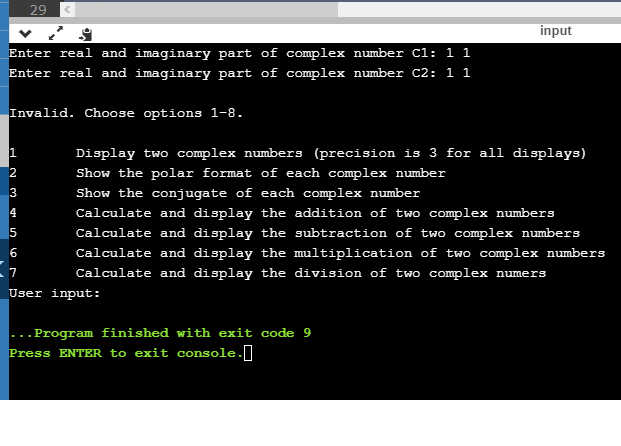 29
input
Enter real and imaginary part of complex number C1: 1 1
Enter real and imaginary part of complex number C2: 1 1
Invalid. Choose options 1-8.
1 Display two complex numbers (precision is 3 for all displays)
2 Show the polar format of each complex number
3 Show the conjugate of each complex number
4 Calculate and display the addition of two complex numbers
5 Calculate and display the subtraction of two complex numbers
6 Calculate and display the multiplication of two complex numbers
7 Calculate and display the division of two complex numers
User input:
...Program finished with exit code 9
Press ENTER to exit console.